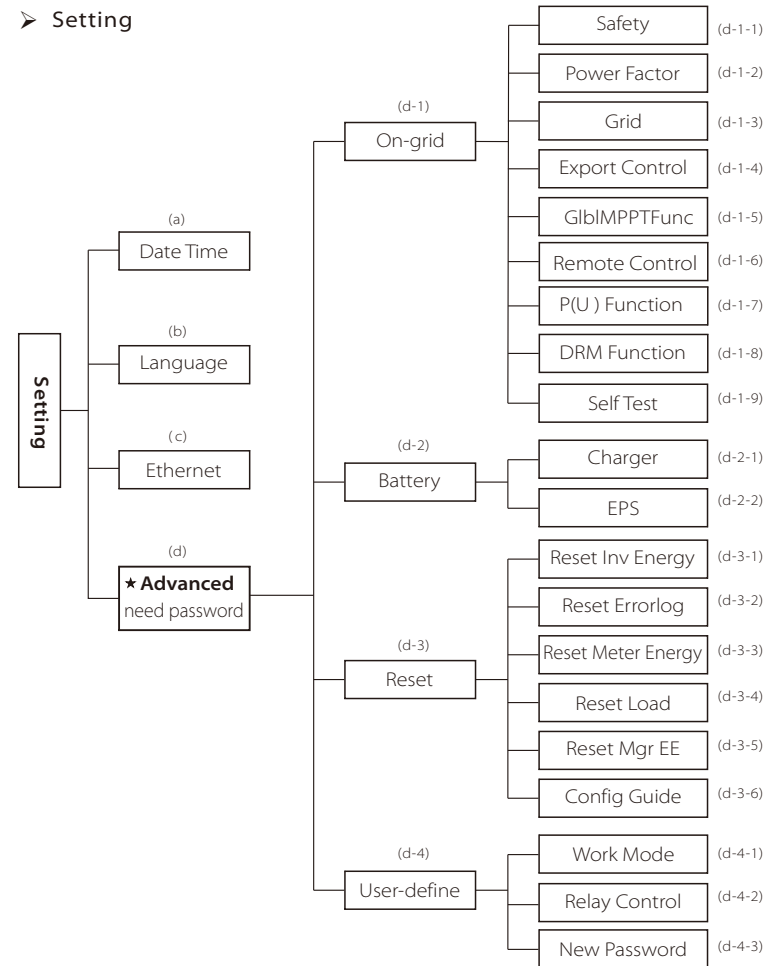 ➢ Setting
Setting
(a)
Date Time
(b)
Language
(c)
Ethernet
(d)
★ Advanced
need password
(d-1)
On-grid
Safety (d-1-1)
Power Factor (d-1-2)
Grid (d-1-3)
Export Control (d-1-4)
GlblMPPTFunc (d-1-5)
Remote Control (d-1-6)
P(U ) Function (d-1-7)
DRM Function (d-1-8)
Self Test (d-1-9)
(d-2)
Battery
Charger (d-2-1)
EPS (d-2-2)
(d-3)
Reset
Reset Inv Energy (d-3-1)
Reset Errorlog (d-3-2)
Reset Meter Energy (d-3-3)
Reset Load (d-3-4)
Reset Mgr EE (d-3-5)
Config Guide (d-3-6)
(d-4)
User-define
Work Mode (d-4-1)
Relay Control (d-4-2)
New Password (d-4-3)